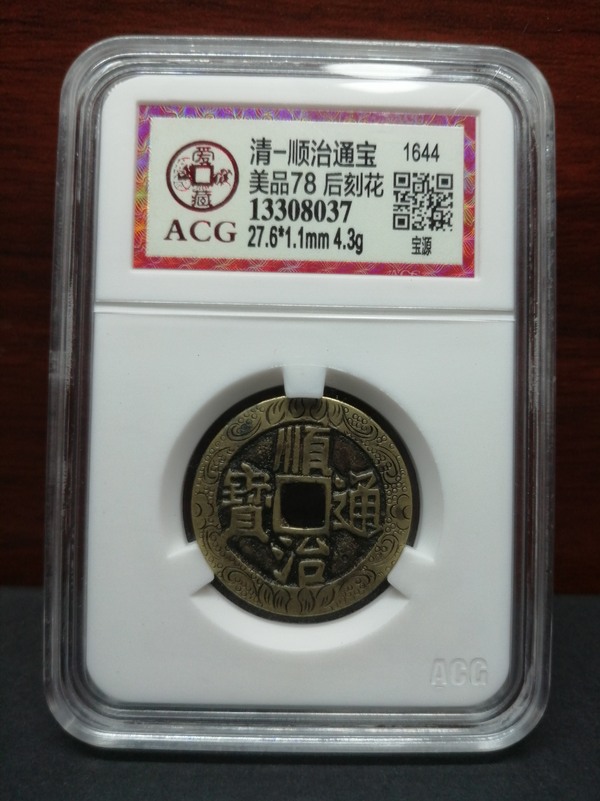 清-顺治通宝 1644
美品78 后刻花
13308037
27.6*1.1mm 4.3g 宝源
爱
藏
ACG
順
寶 通
治
ACG